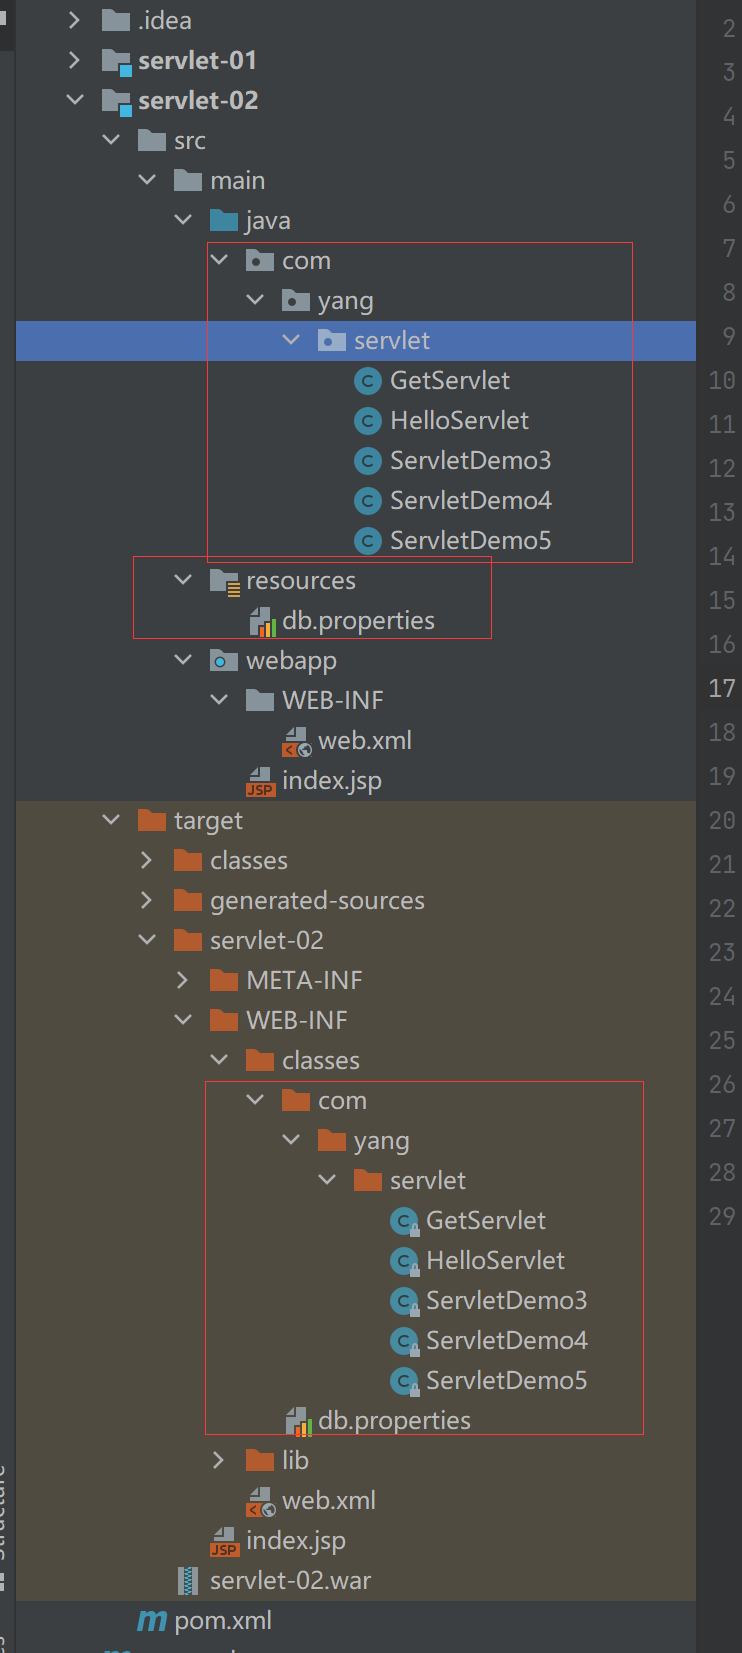 .idea
2
servlet-01
3
servlet-02
4
src
5
main
6
java
7
com
8
yang
9
servlet
10
GetServlet
11
HelloServlet
12
ServletDemo3
13
ServletDemo4
14
ServletDemo5
15
resources
16
db.properties
17
webapp
18
WEB-INF
19
web.xml
20
index.jsp
21
target
22
classes
23
generated-sources
24
servlet-02
25
META-INF
26
WEB-INF
27
classes
28
com
29
yang
servlet
GetServlet
HelloServlet
ServletDemo3
ServletDemo4
ServletDemo5
db.properties
lib
web.xml
index.jsp
servlet-02.war
pom.xml